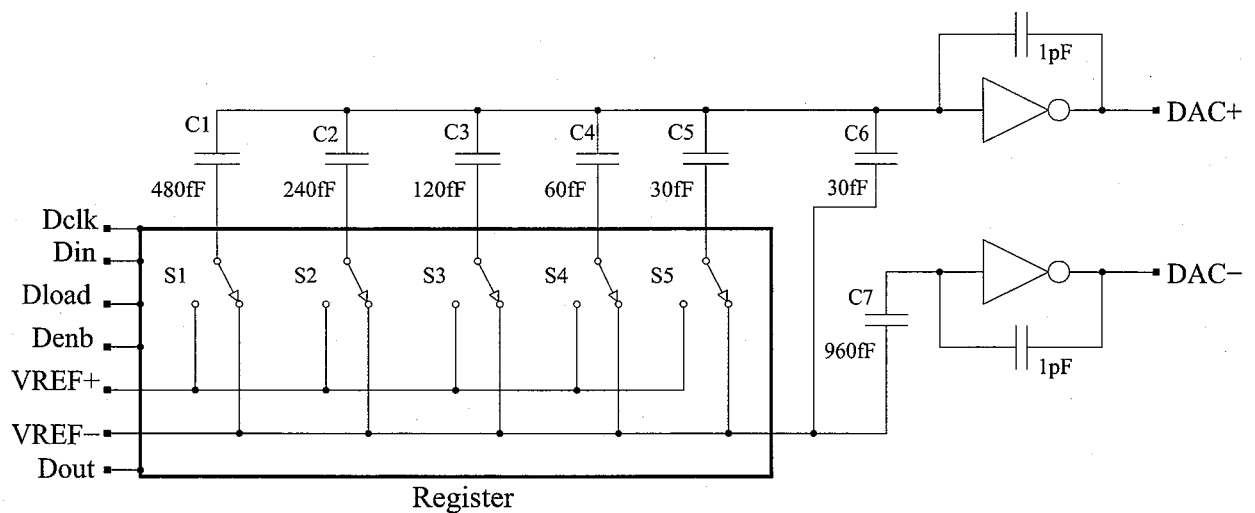 1pF
DAC+
C1
C2
C3
C4
C5
C6
480fF
240fF
120fF
60fF
30fF
30fF
Dclk
Din
Dload
Denb
VREF+
VREF−
Dout
S1
S2
S3
S4
S5
DAC−
C7
960fF
1pF
Register